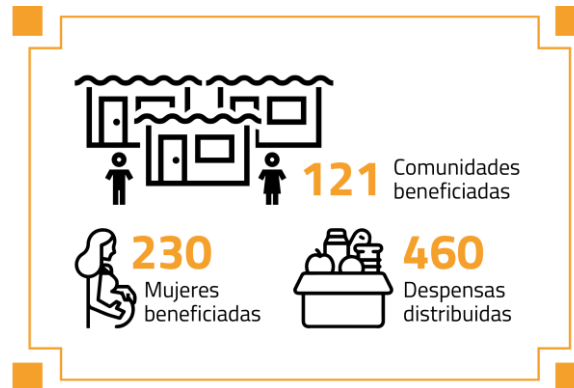 121 Comunidades
beneficiadas
230
Mujeres
beneficiadas
460
Despensas
distribuidas